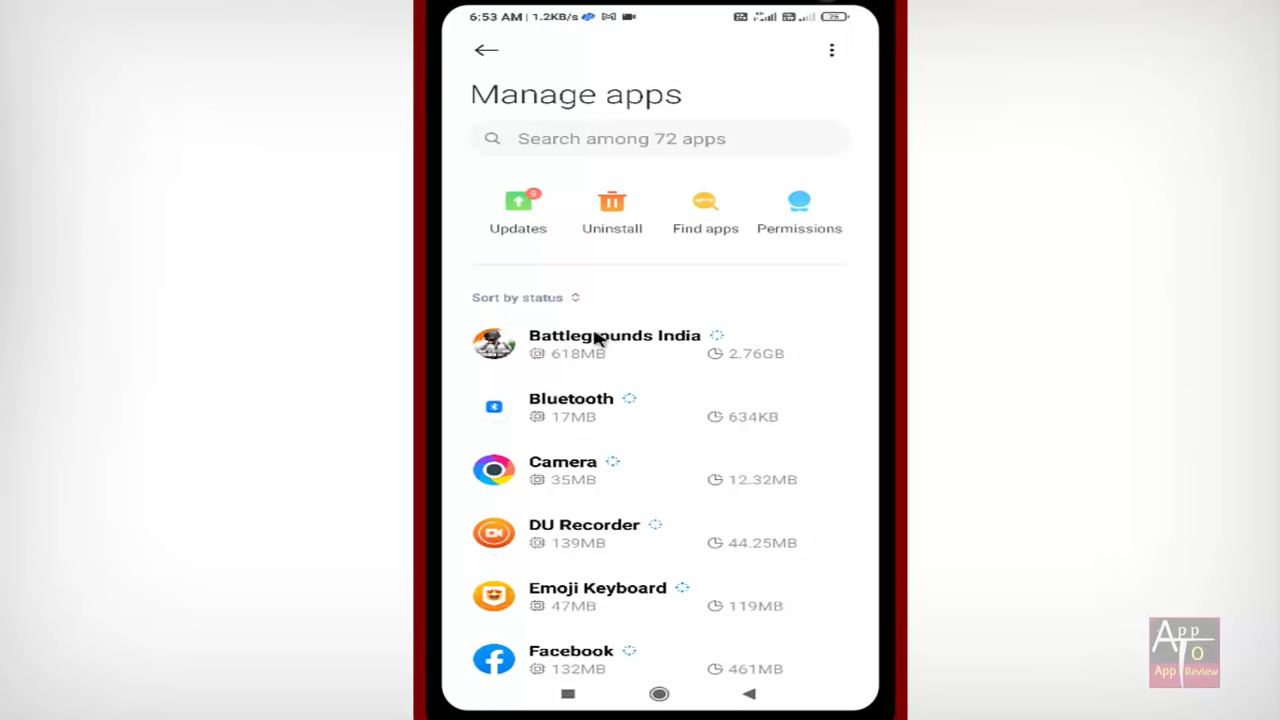 6:53 AM | 1.2KB/s 25
Manage apps
Search among 72 apps
9
Updates Uninstall Find apps Permissions
Sort by status
Battlegrounds India
618MB 2.76GB
Bluetooth
17MB 634KB
Camera
35MB 12.32MB
DU Recorder
139MB 44.25MB
Emoji Keyboard
47MB 119MB
Facebook
132MB 461MB
App
To
App Review